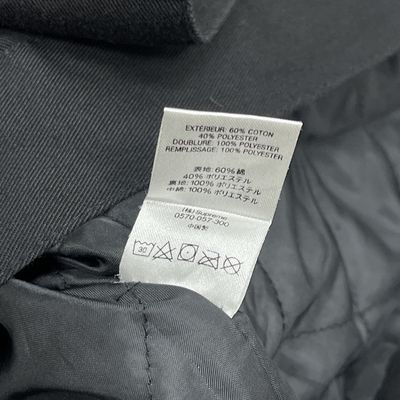 EXTÉRIEUR: 60% COTON
40% POLYESTER
DOUBLURE: 100% POLYESTER
REMPLISSAGE: 100% POLYESTER
表地:60%綿
40%ポリエステル
裏地:100%ポリエステル
100%ポリエステル
(株)Supreme
0570-057-300
中国製
30